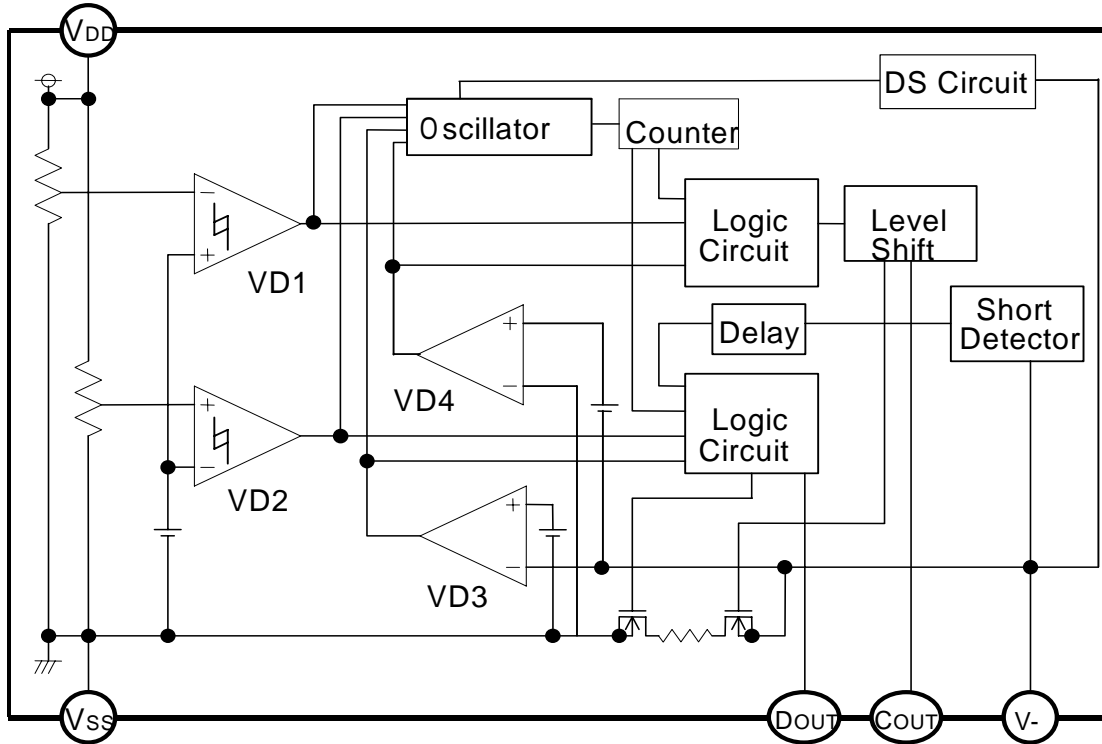 VDD
DS Circuit
Oscillator
Counter
Logic
Circuit
Level
Shift
VD1
Short
Detector
Delay
VD4
Logic
Circuit
VD2
VD3
VSS
DOUT
COUT
V-